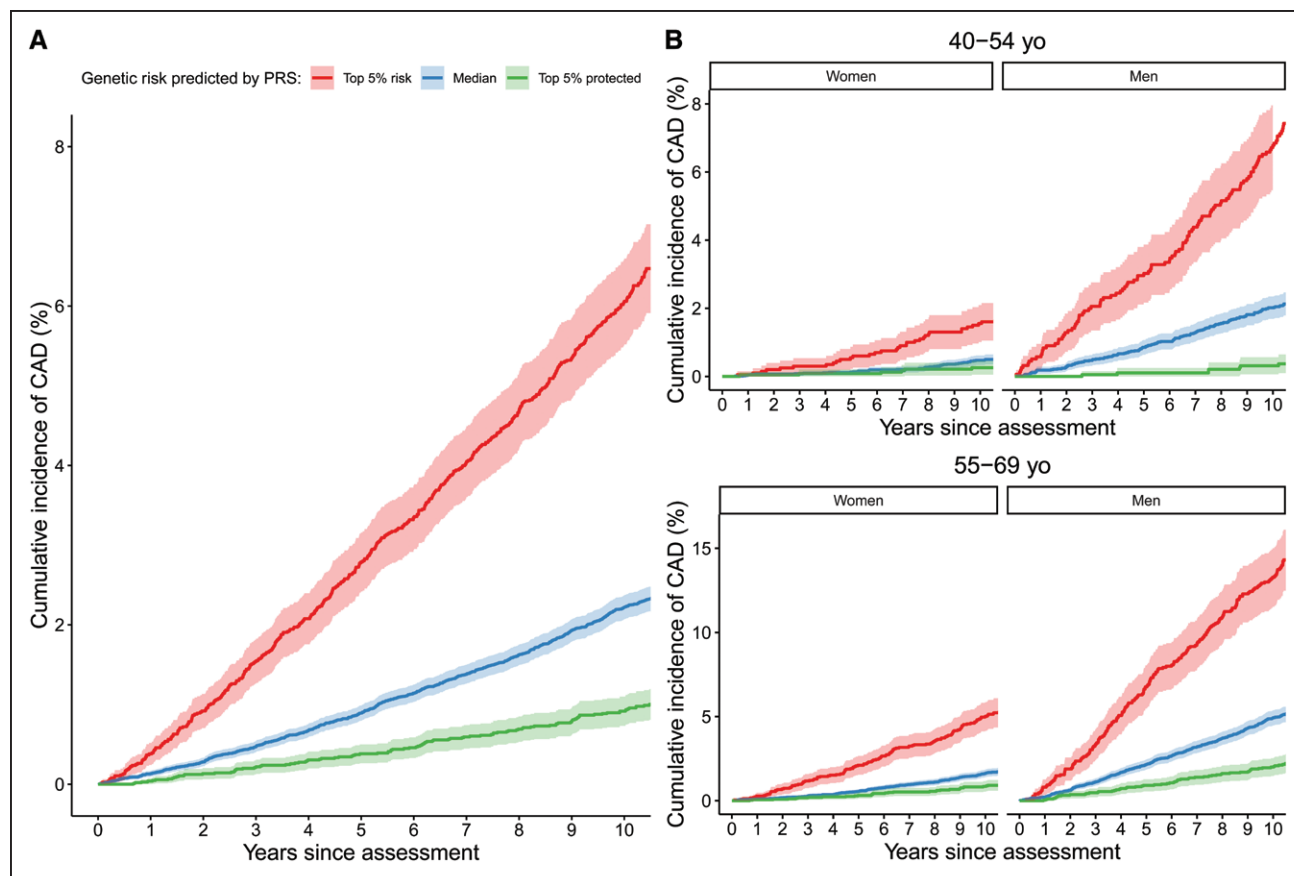 A
Genetic risk predicted by PRS: Top 5% risk Median Top 5% protected
8
6
4
2
0
Cumulative incidence of CAD (%)
0 1 2 3 4 5 6 7 8 9 10
Years since assessment
B
40−54 yo
Women Men
8
6
4
2
0
Cumulative incidence of CAD (%)
0 1 2 3 4 5 6 7 8 9 10 0 1 2 3 4 5 6 7 8 9 10
Years since assessment
55−69 yo
Women Men
15
10
5
0
Cumulative incidence of CAD (%)
0 1 2 3 4 5 6 7 8 9 10 0 1 2 3 4 5 6 7 8 9 10
Years since assessment